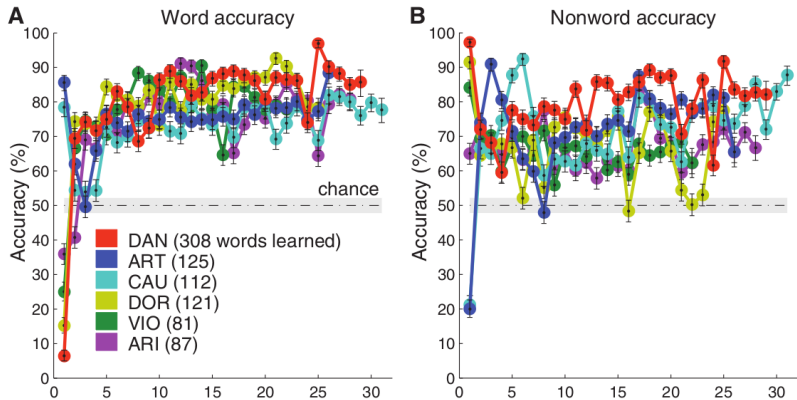 A
Word accuracy
Accuracy (%)
100
90
80
70
60
50
40
30
20
10
0
chance
DAN (308 words learned)
ART (125)
CAU (112)
DOR (121)
VIO (81)
ARI (87)
0 5 10 15 20 25 30
B
Nonword accuracy
Accuracy (%)
100
90
80
70
60
50
40
30
20
10
0
0 5 10 15 20 25 30